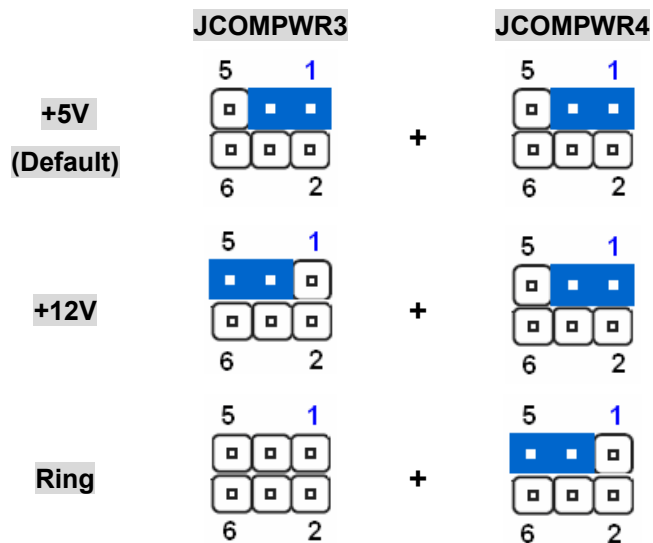 JCOMPWR3 JCOMPWR4
5 1 5 1
+5V
(Default)
+
6 2 6 2
5 1 5 1
+12V +
6 2 6 2
5 1 5 1
Ring +
6 2 6 2